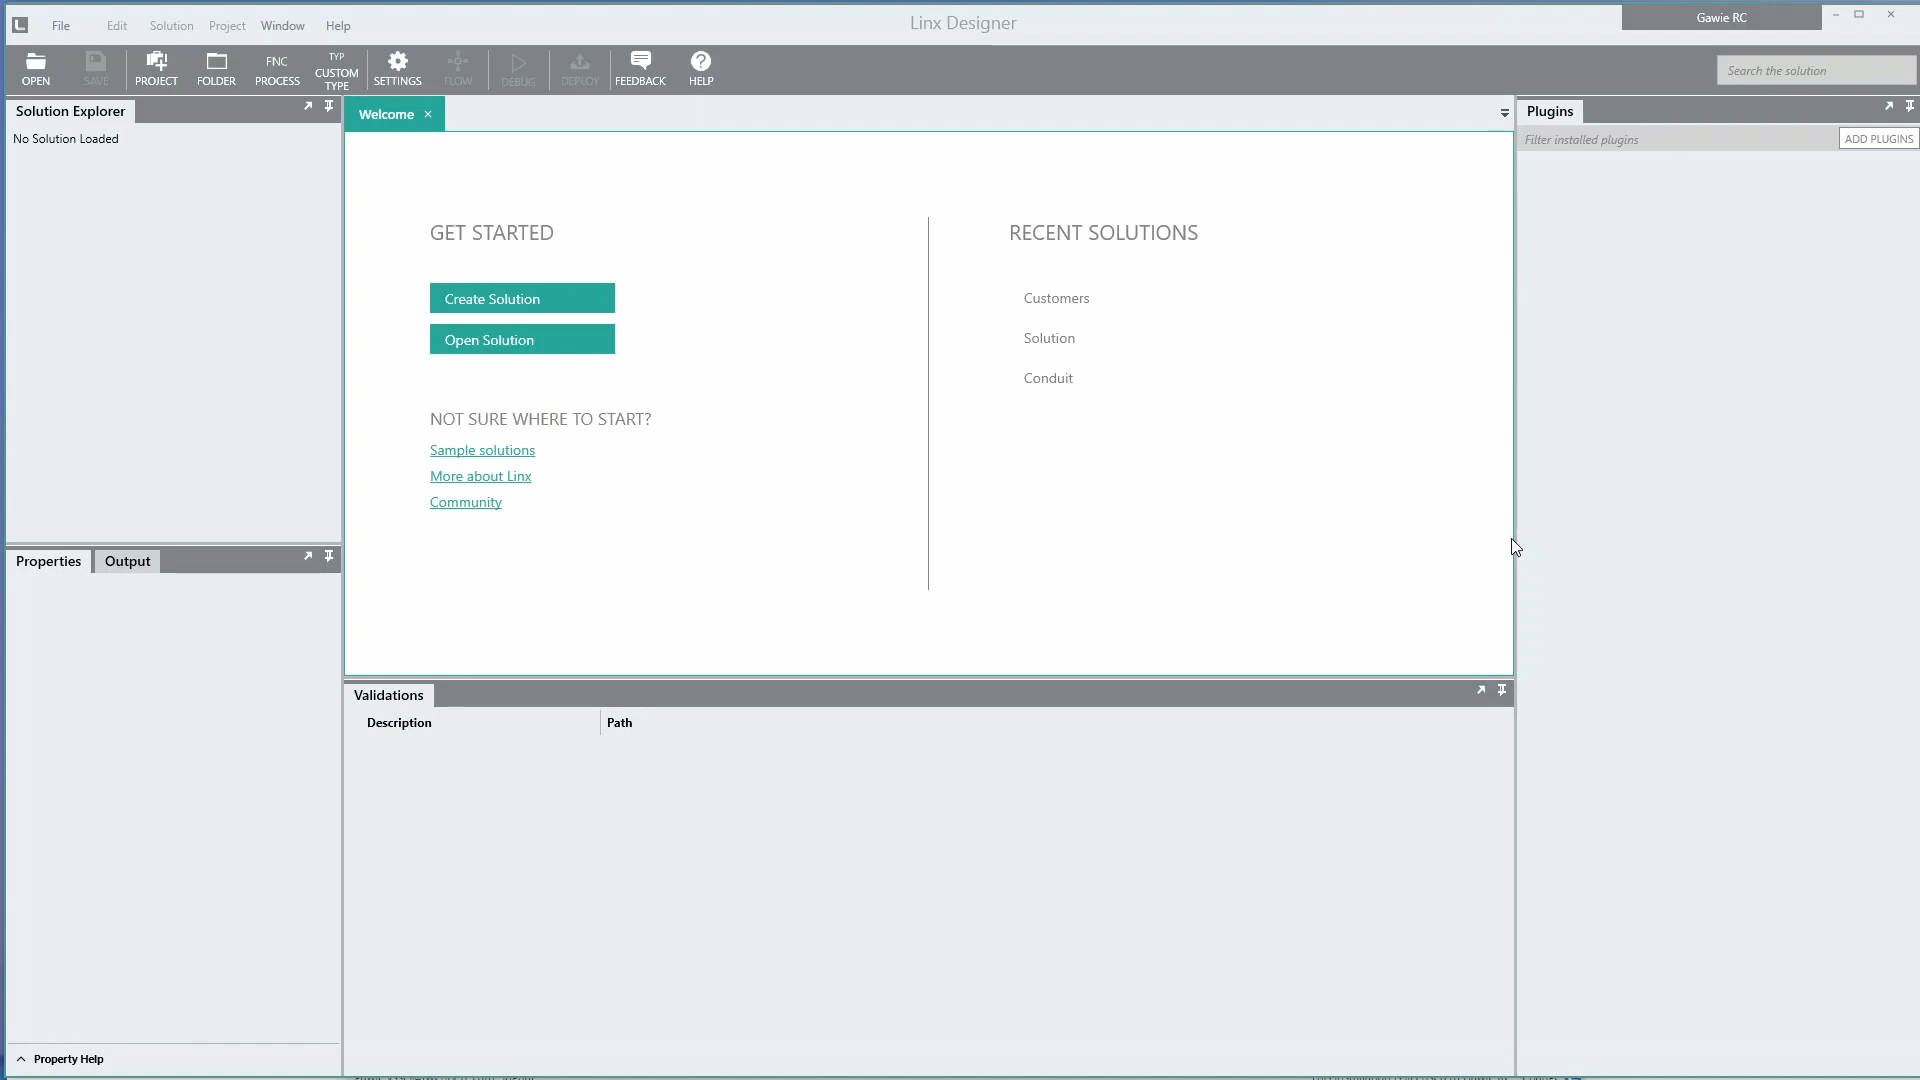 File Edit Solution Project Window Help
Linx Designer
Gawie RC
OPEN SAVE PROJECT FOLDER FNC PROCESS TYP CUSTOM TYPE SETTINGS FLOW DEBUG DEPLOY FEEDBACK HELP
Search the solution
Solution Explorer
No Solution Loaded
Welcome
GET STARTED
Create Solution
Open Solution
NOT SURE WHERE TO START?
Sample solutions
More about Linx
Community
RECENT SOLUTIONS
Customers
Solution
Conduit
Plugins
Filter installed plugins
ADD PLUGINS
Properties Output
Property Help
Validations
Description Path